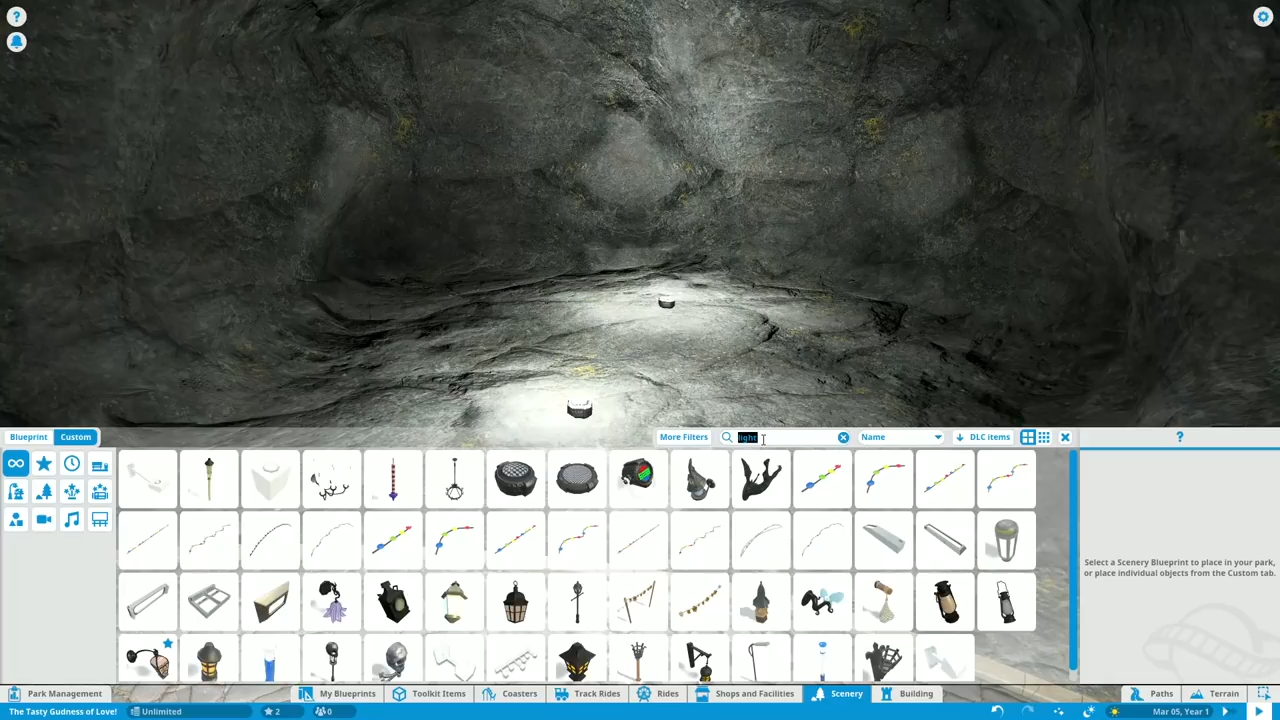 ?
Blueprint Custom More Filters light Name DLC items ?
Select a Scenery Blueprint to place in your park,
or place individual objects from the Custom tab.
Park Management My Blueprints Toolkit Items Coasters Track Rides Rides Shops and Facilities Scenery Building Paths Terrain
The Tasty Gudness of Love! Unlimited 2 0 Mar 05, Year 1